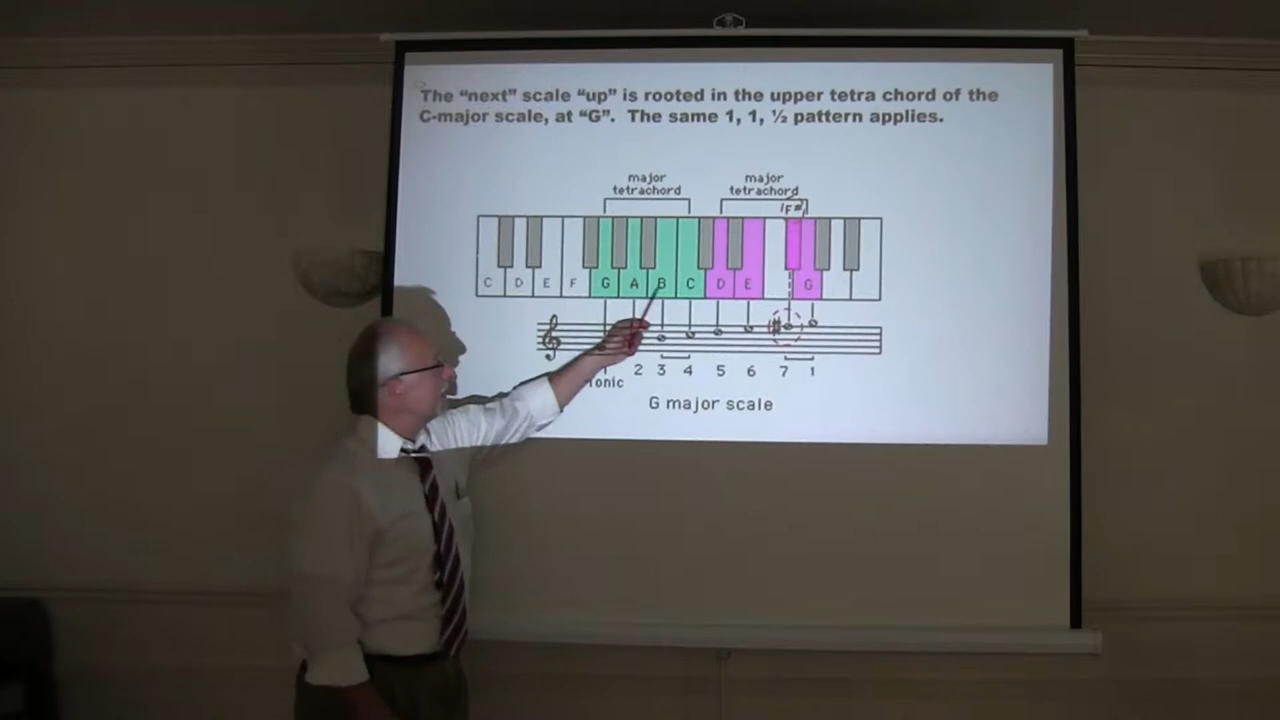 The “next” scale “up” is rooted in the upper tetra chord of the
C-major scale, at “G”.  The same 1, 1, ½ pattern applies.
major tetrachord
major tetrachord
(F#)
C D E F G A B C D E G
2 3 4 5 6 7 1
Tonic
G major scale